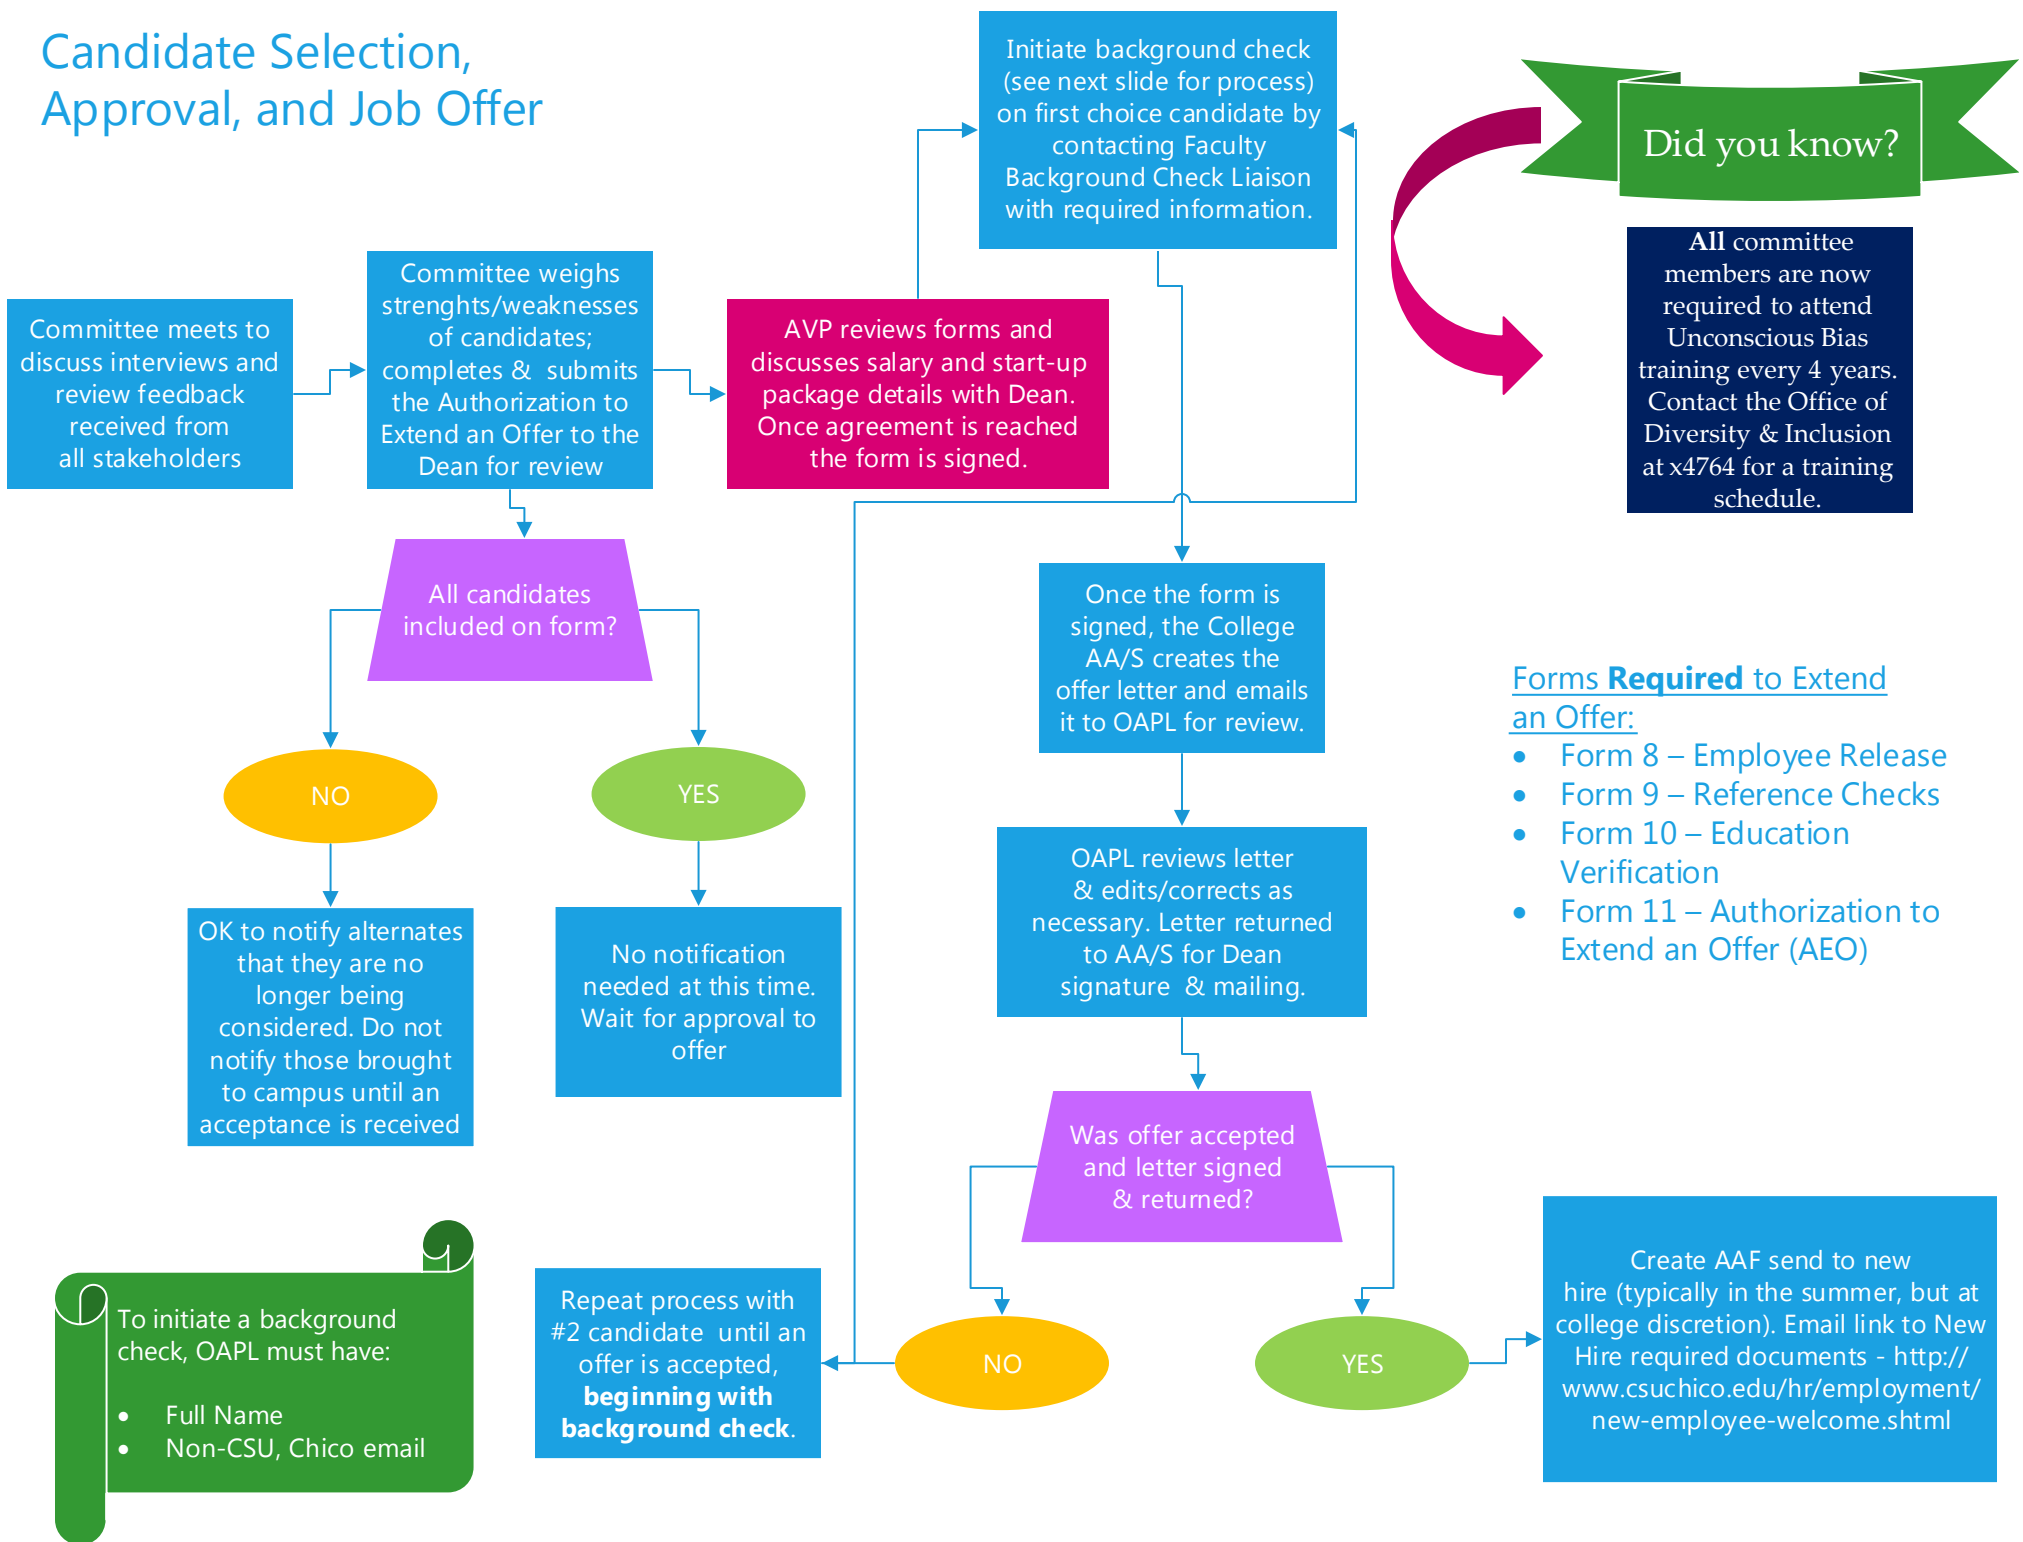 Candidate Selection,
Approval, and Job Offer
Initiate background check
(see next slide for process)
on first choice candidate by
contacting Faculty
Background Check Liaison
with required information.
Did you know?
All committee
members are now
required to attend
Unconscious Bias
training every 4 years.
Contact the Office of
Diversity & Inclusion
at x4764 for a training
schedule.
Committee meets to
discuss interviews and
review feedback
received from
all stakeholders
Committee weighs
strenghts/weaknesses
of candidates;
completes & submits
the Authorization to
Extend an Offer to the
Dean for review
AVP reviews forms and
discusses salary and start-up
package details with Dean.
Once agreement is reached
the form is signed.
All candidates
included on form?
NO
YES
OK to notify alternates
that they are no
longer being
considered. Do not
notify those brought
to campus until an
acceptance is received
No notification
needed at this time.
Wait for approval to
offer
Once the form is
signed, the College
AA/S creates the
offer letter and emails
it to OAPL for review.
OAPL reviews letter
& edits/corrects as
necessary. Letter returned
to AA/S for Dean
signature & mailing.
Forms Required to Extend
an Offer:
• Form 8 – Employee Release
• Form 9 – Reference Checks
• Form 10 – Education
Verification
• Form 11 – Authorization to
Extend an Offer (AEO)
Was offer accepted
and letter signed
& returned?
NO
YES
Repeat process with
#2 candidate until an
offer is accepted,
beginning with
background check.
Create AAF send to new
hire (typically in the summer, but at
college discretion). Email link to New
Hire required documents - http://
www.csuchico.edu/hr/employment/
new-employee-welcome.shtml
To initiate a background
check, OAPL must have:
• Full Name
• Non-CSU, Chico email